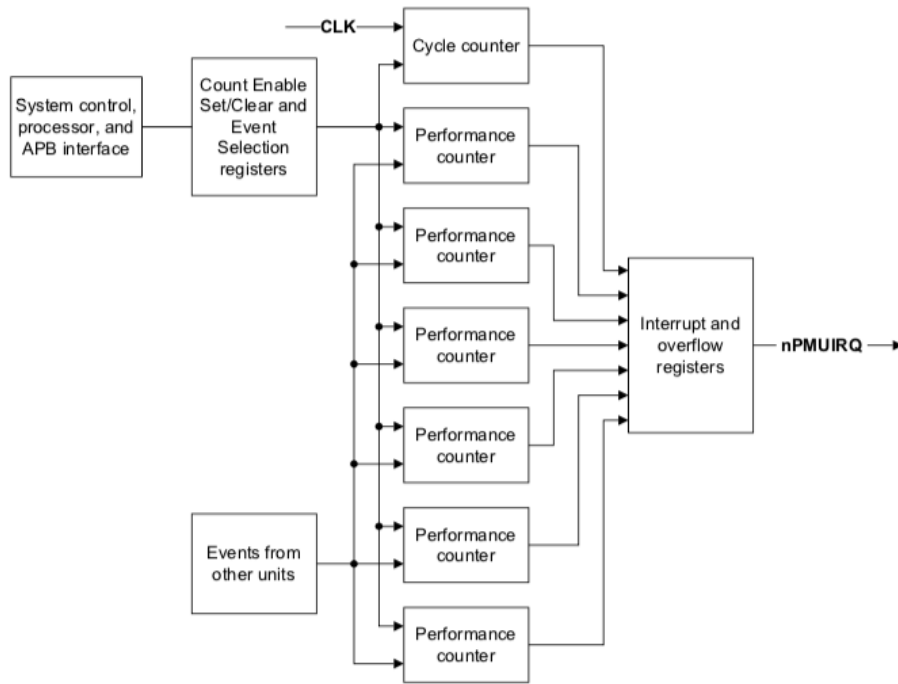 CLK
Cycle counter
System control,
processor, and
APB interface
Count Enable
Set/Clear and
Event
Selection
registers
Performance
counter
Performance
counter
Performance
counter
Performance
counter
Performance
counter
Performance
counter
Interrupt and
overflow
registers
nPMUIRQ
Events from
other units